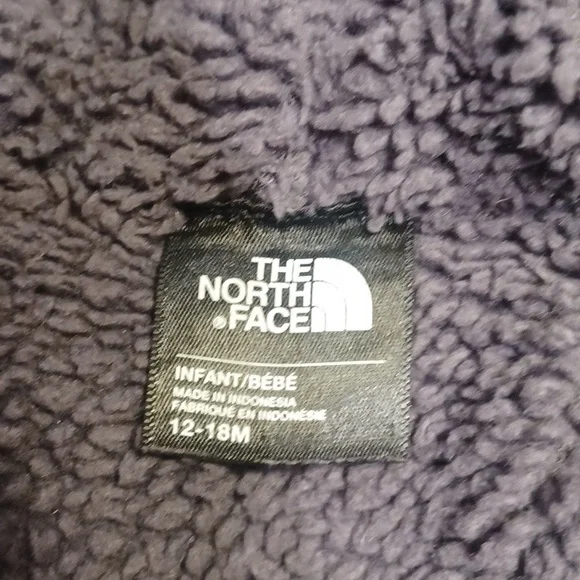 THE
NORTH
FACE
INFANT/BÉBÉ
MADE IN INDONESIA
FABRIQUÉ EN INDONÉSIE
12-18M